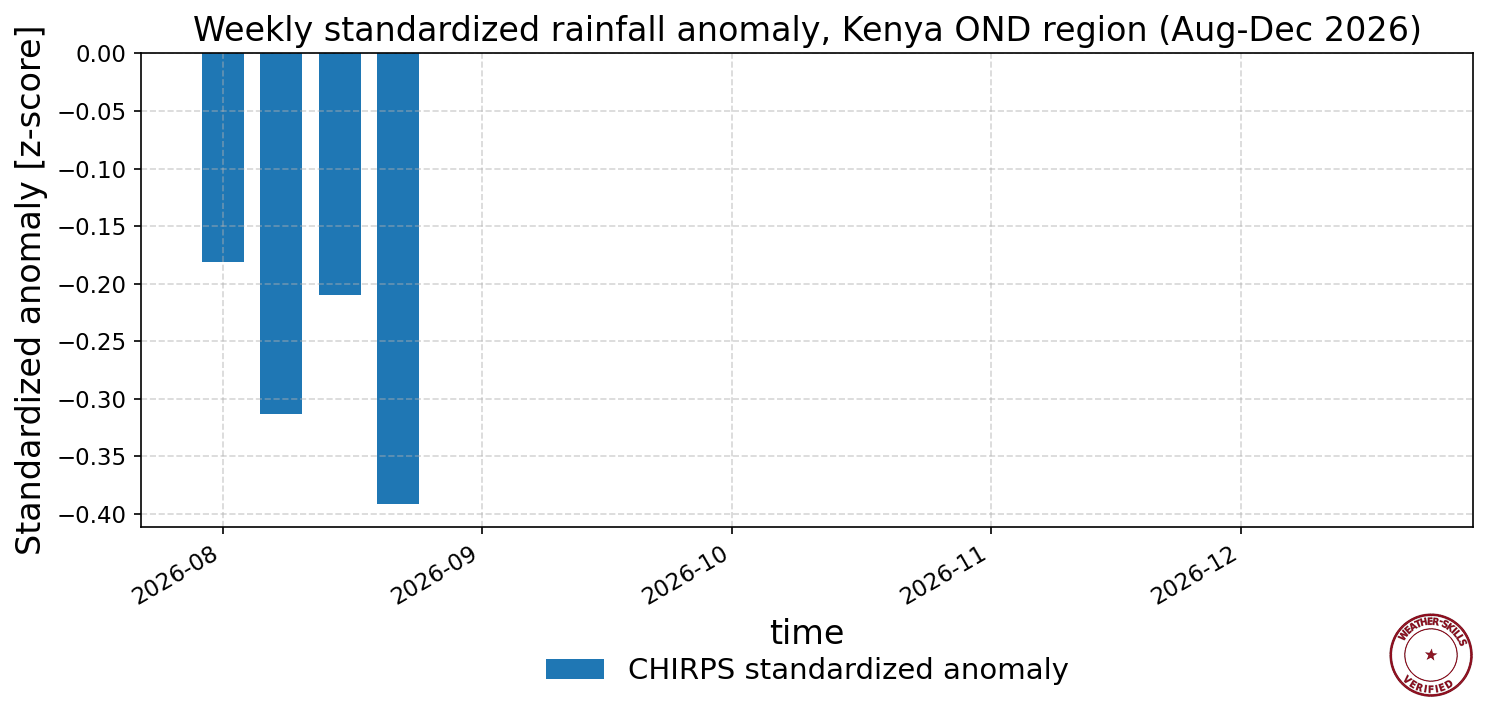 Weekly standardized rainfall anomaly, Kenya OND region (Aug-Dec 2026)
Standardized anomaly [z-score]
0.00
−0.05
−0.10
−0.15
−0.20
−0.25
−0.30
−0.35
−0.40
2026-08
2026-09
2026-10
2026-11
2026-12
time
CHIRPS standardized anomaly
WEATHER-SKILLS
VERIFIED